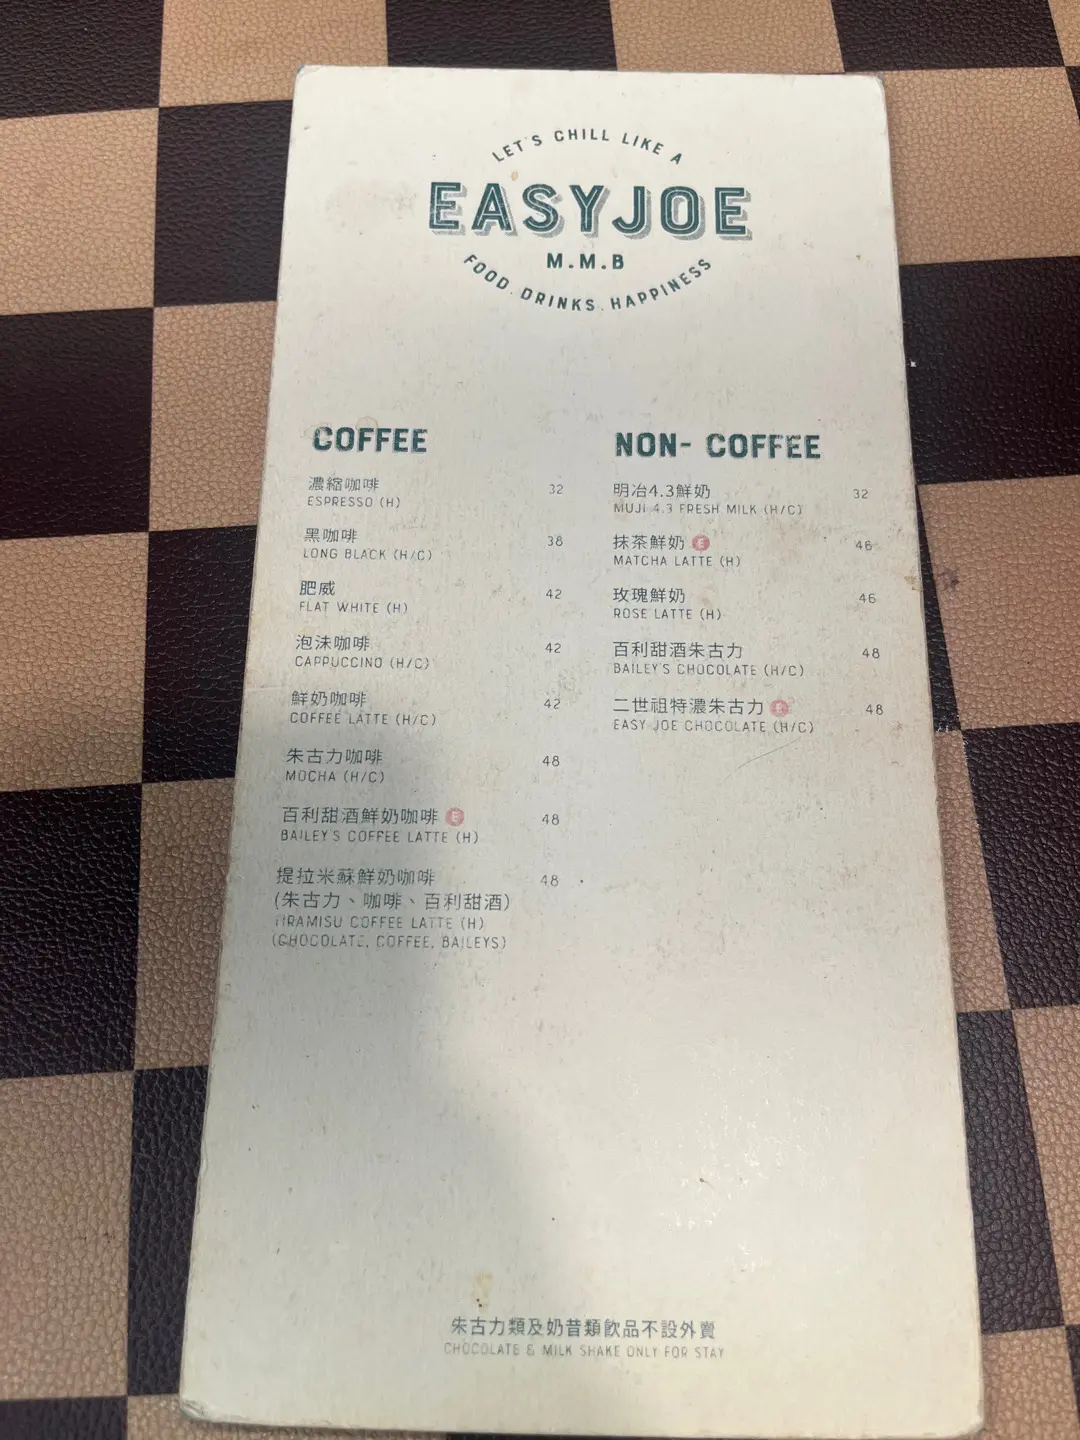 LET'S CHILL LIKE A
EASYJOE
M.M.B
FOOD. DRINKS. HAPPINESS
COFFEE
濃縮咖啡 32
ESPRESSO (H)
黑咖啡 38
LONG BLACK (H/C)
肥威 42
FLAT WHITE (H)
泡沫咖啡 42
CAPPUCCINO (H/C)
鮮奶咖啡 42
COFFEE LATTE (H/C)
朱古力咖啡 48
MOCHA (H/C)
百利甜酒鮮奶咖啡 E 48
BAILEY'S COFFEE LATTE (H)
提拉米蘇鮮奶咖啡 48
(朱古力、咖啡、百利甜酒)
TIRAMISU COFFEE LATTE (H)
(CHOCOLATE, COFFEE, BAILEYS)
NON- COFFEE
明治4.3鮮奶 32
MUJI 4.3 FRESH MILK (H/C)
抹茶鮮奶 E 46
MATCHA LATTE (H)
玫瑰鮮奶 46
ROSE LATTE (H)
百利甜酒朱古力 48
BAILEY'S CHOCOLATE (H/C)
二世祖特濃朱古力 E 48
EASY JOE CHOCOLATE (H/C)
朱古力類及奶昔類飲品不設外賣
CHOCOLATE & MILK SHAKE ONLY FOR STAY